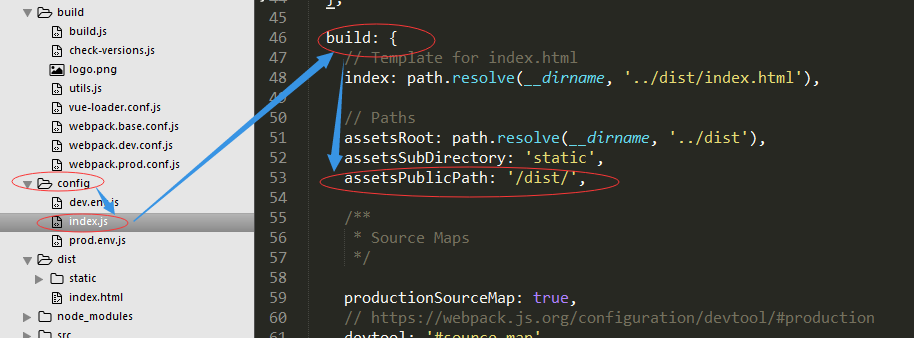 build
build.js
check-versions.js
logo.png
utils.js
vue-loader.conf.js
webpack.base.conf.js
webpack.dev.conf.js
webpack.prod.conf.js
config
dev.env.js
index.js
prod.env.js
dist
static
index.html
node_modules
src
44 },
45
46 build: {
47 // Template for index.html
48 index: path.resolve(__dirname, '../dist/index.html'),
49
50 // Paths
51 assetsRoot: path.resolve(__dirname, '../dist'),
52 assetsSubDirectory: 'static',
53 assetsPublicPath: '/dist/',
54
55 /**
56 * Source Maps
57 */
58
59 productionSourceMap: true,
60 // https://webpack.js.org/configuration/devtool/#production
61 devtool: '#source-map',